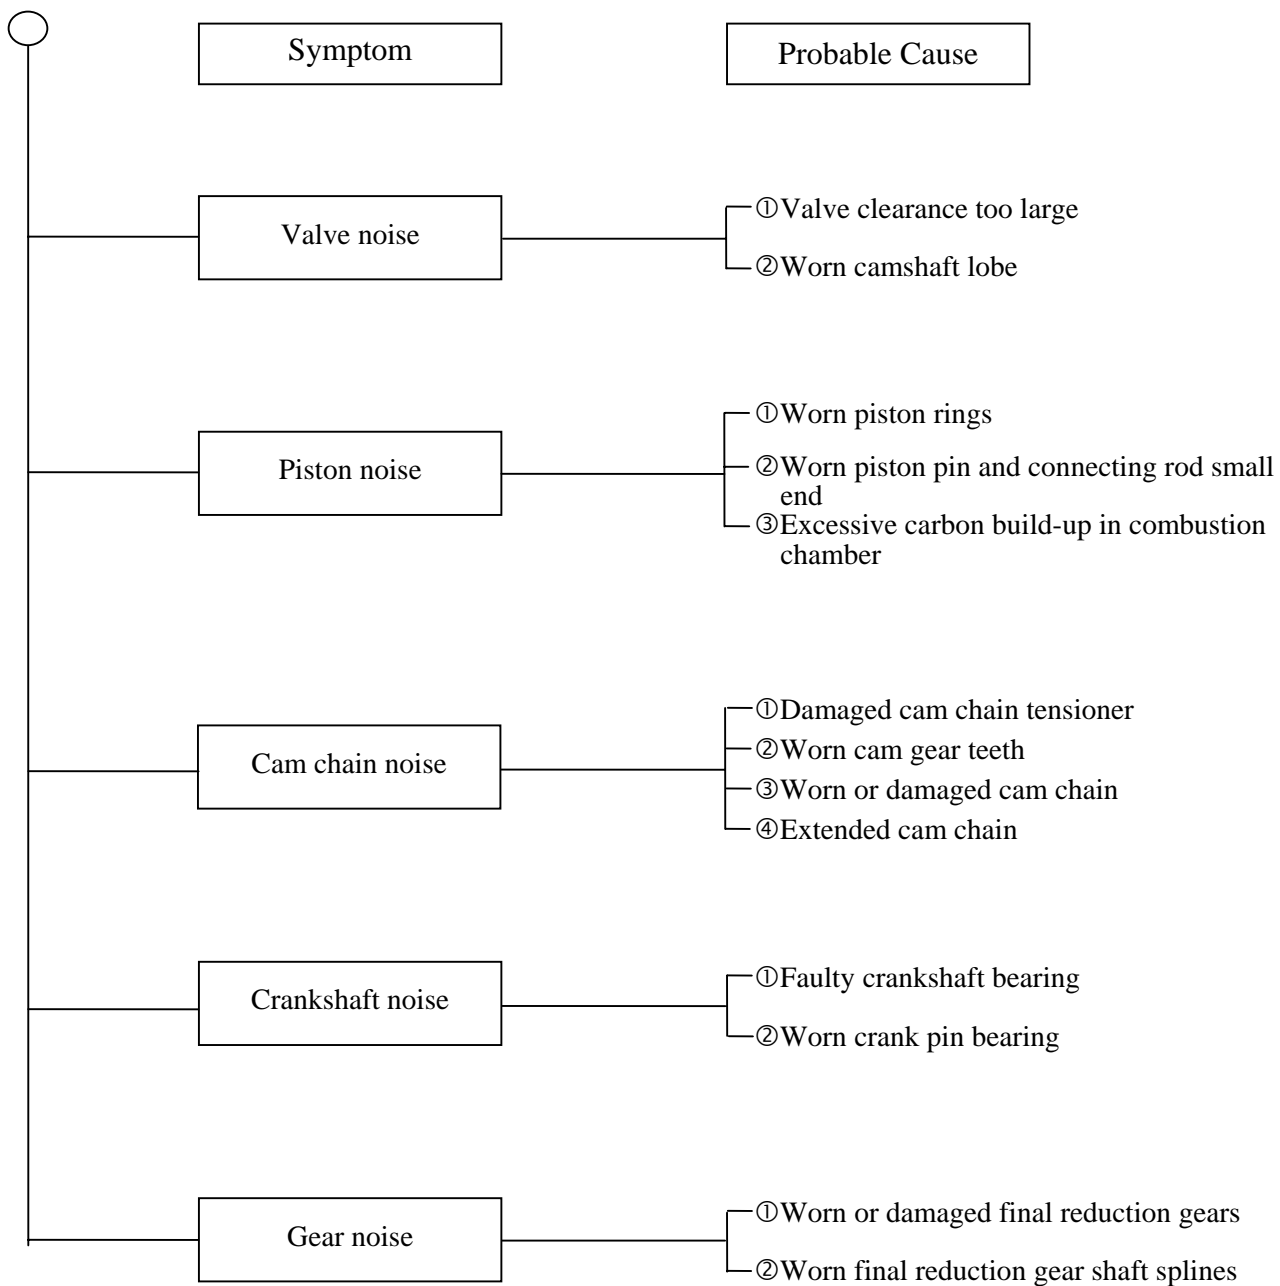 Symptom
Probable Cause
Valve noise
①Valve clearance too large
②Worn camshaft lobe
Piston noise
①Worn piston rings
②Worn piston pin and connecting rod small
end
③Excessive carbon build-up in combustion
chamber
Cam chain noise
①Damaged cam chain tensioner
②Worn cam gear teeth
③Worn or damaged cam chain
④Extended cam chain
Crankshaft noise
①Faulty crankshaft bearing
②Worn crank pin bearing
Gear noise
①Worn or damaged final reduction gears
②Worn final reduction gear shaft splines